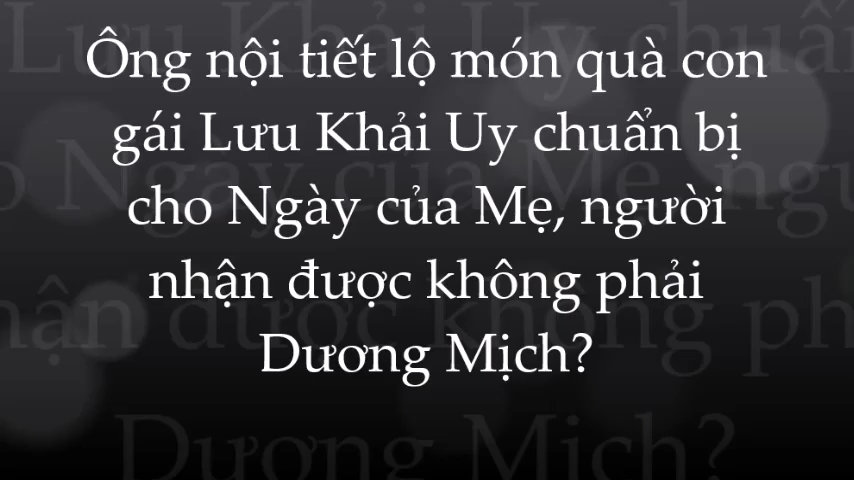 Ông nội tiết lộ món quà con
gái Lưu Khải Uy chuẩn bị
cho Ngày của Mẹ, người
nhận được không phải
Dương Mịch?